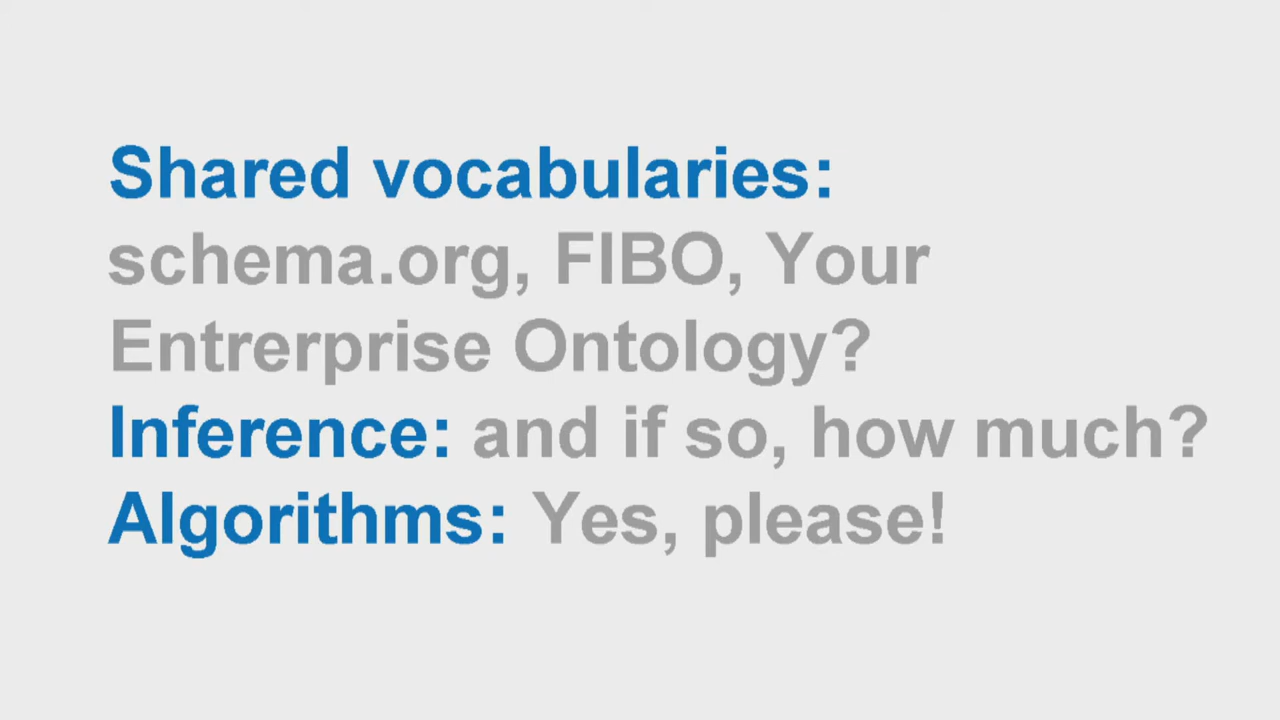 Shared vocabularies:
schema.org, FIBO, Your
Entrerprise Ontology?
Inference: and if so, how much?
Algorithms: Yes, please!